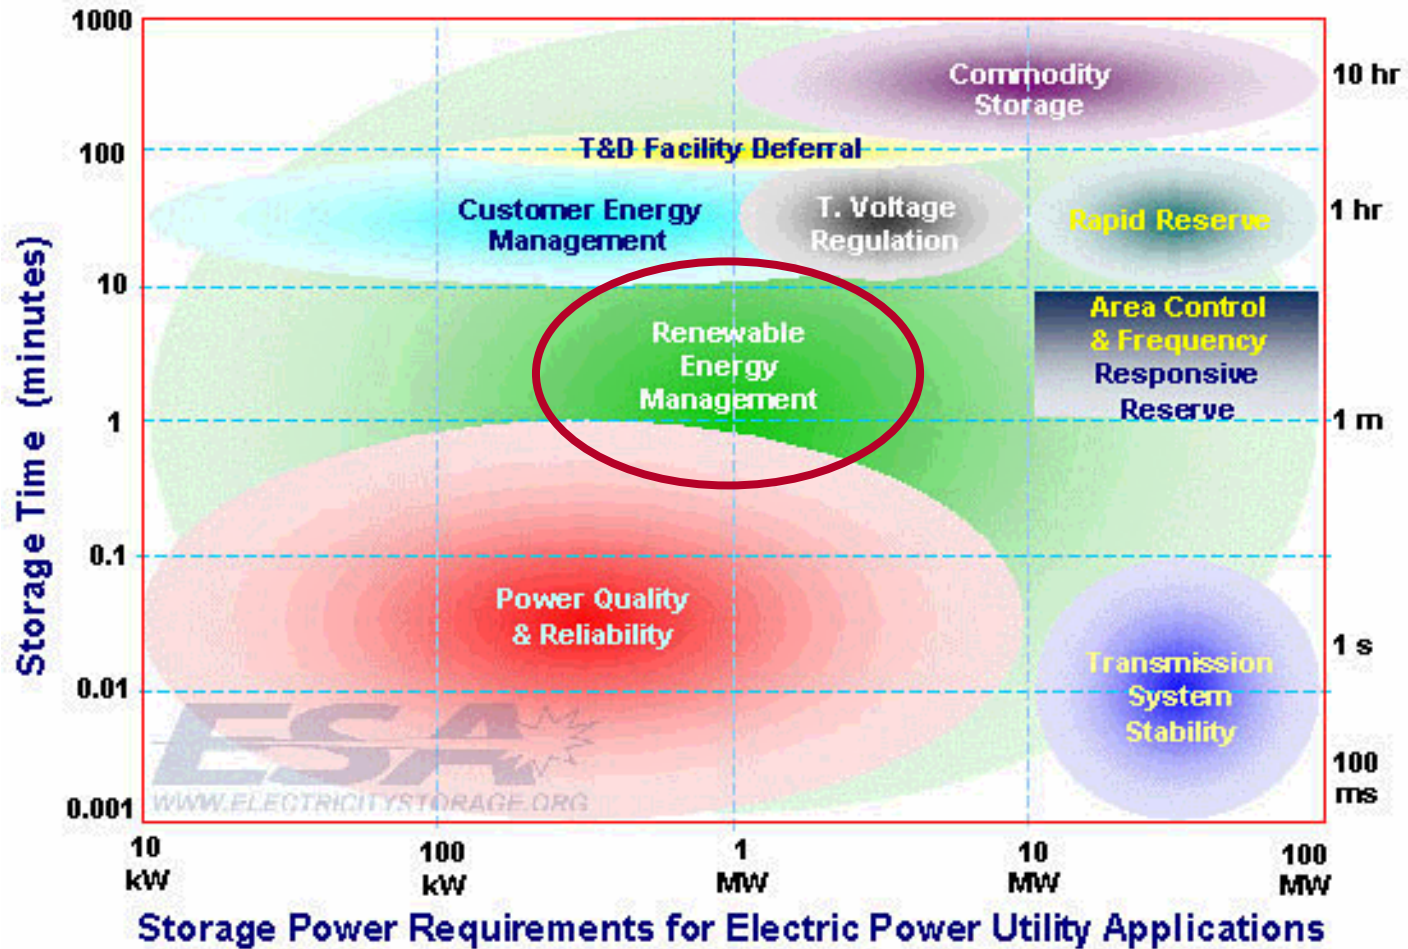 1000
100
10
1
0.1
0.01
0.001
Storage Time (minutes)
Commodity
Storage
T&D Facility Deferral
Customer Energy
Management
T. Voltage
Regulation
Rapid Reserve
Renewable
Energy
Management
Area Control
& Frequency
Responsive
Reserve
Power Quality
& Reliability
Transmission
System
Stability
ESA
WWW.ELECTRICITYSTORAGE.ORG
10 hr
1 hr
1 m
1 s
100
ms
10
kW
100
kW
1
MW
10
MW
100
MW
Storage Power Requirements for Electric Power Utility Applications